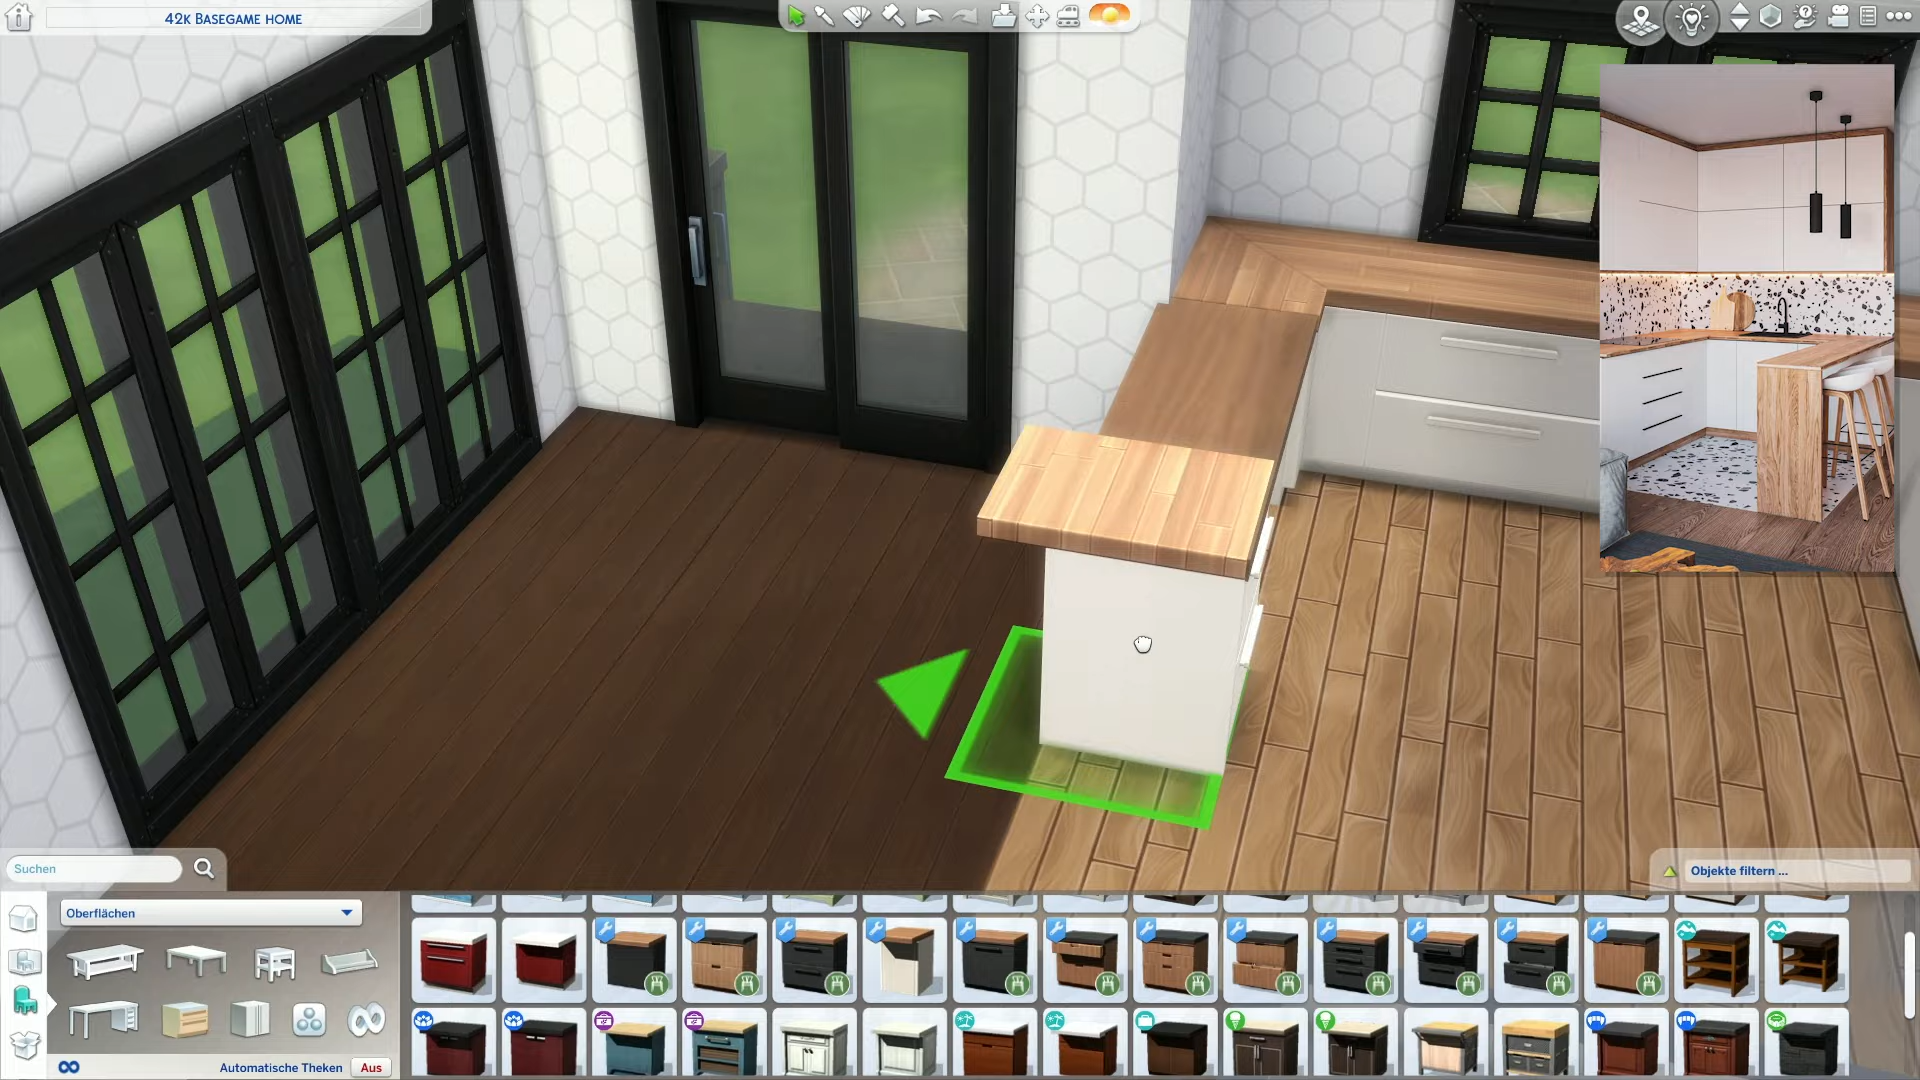 42k Basegame home
Suchen
Objekte filtern ...
Oberflächen
Automatische Theken
Aus